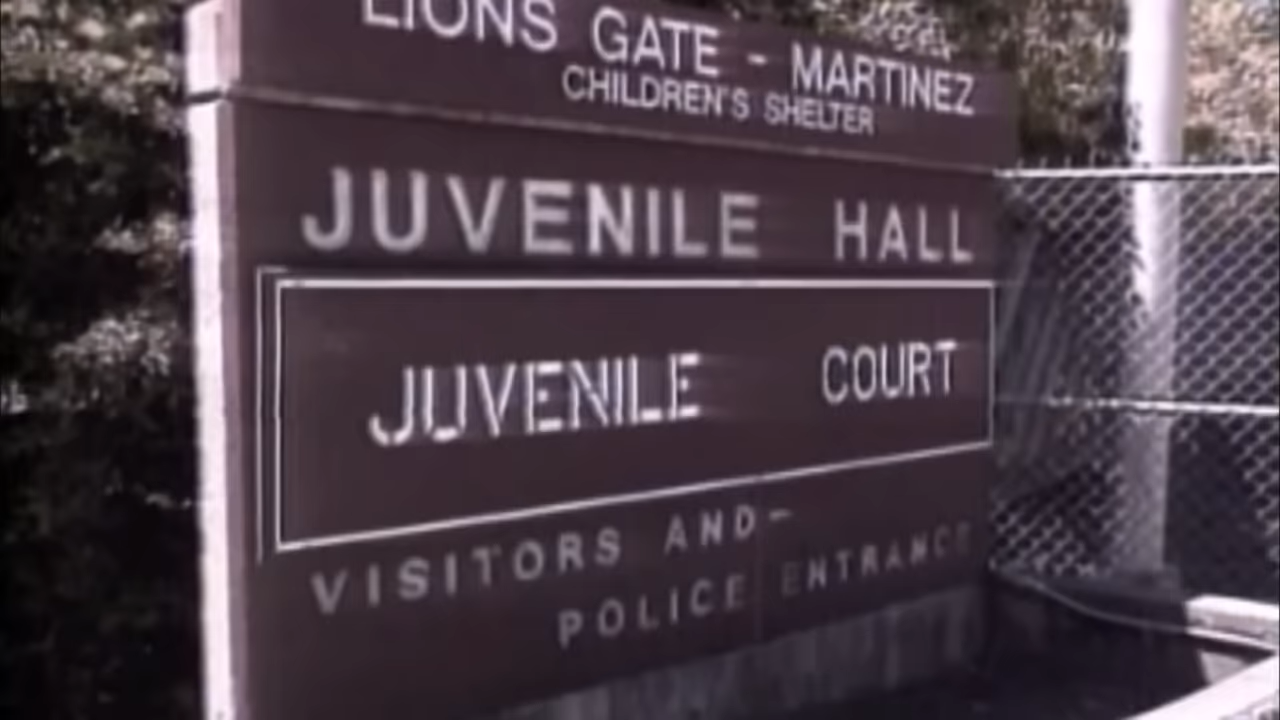 LIONS GATE - MARTINEZ
CHILDREN'S SHELTER
JUVENILE HALL
JUVENILE COURT
VISITORS AND-
POLICE ENTRANCE